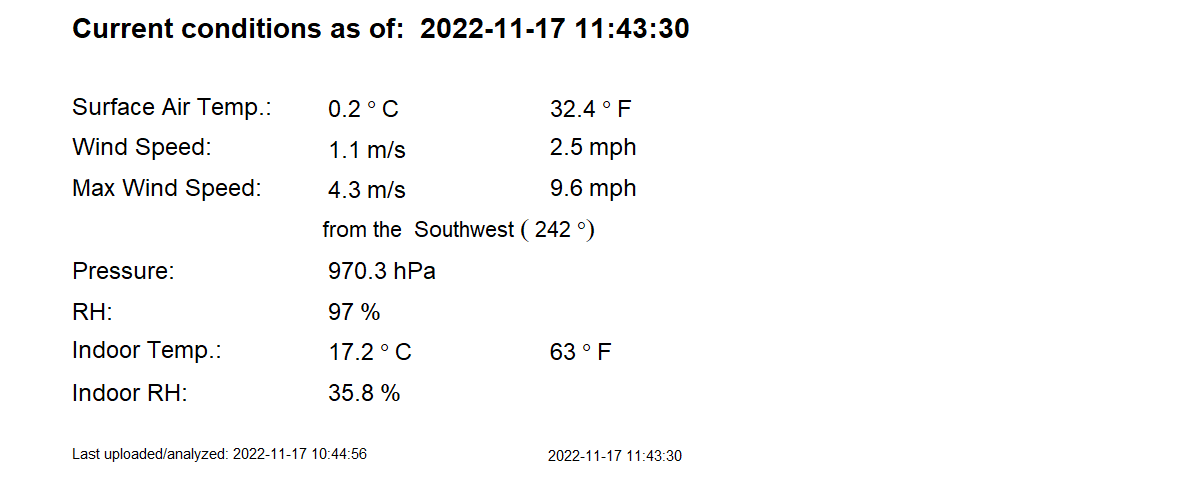 Current conditions as of: 2022-11-17 11:43:30
Surface Air Temp.: 0.2 ° C 32.4 ° F
Wind Speed: 1.1 m/s 2.5 mph
Max Wind Speed: 4.3 m/s 9.6 mph
from the Southwest ( 242 °)
Pressure: 970.3 hPa
RH: 97 %
Indoor Temp.: 17.2 ° C 63 ° F
Indoor RH: 35.8 %
Last uploaded/analyzed: 2022-11-17 10:44:56 2022-11-17 11:43:30